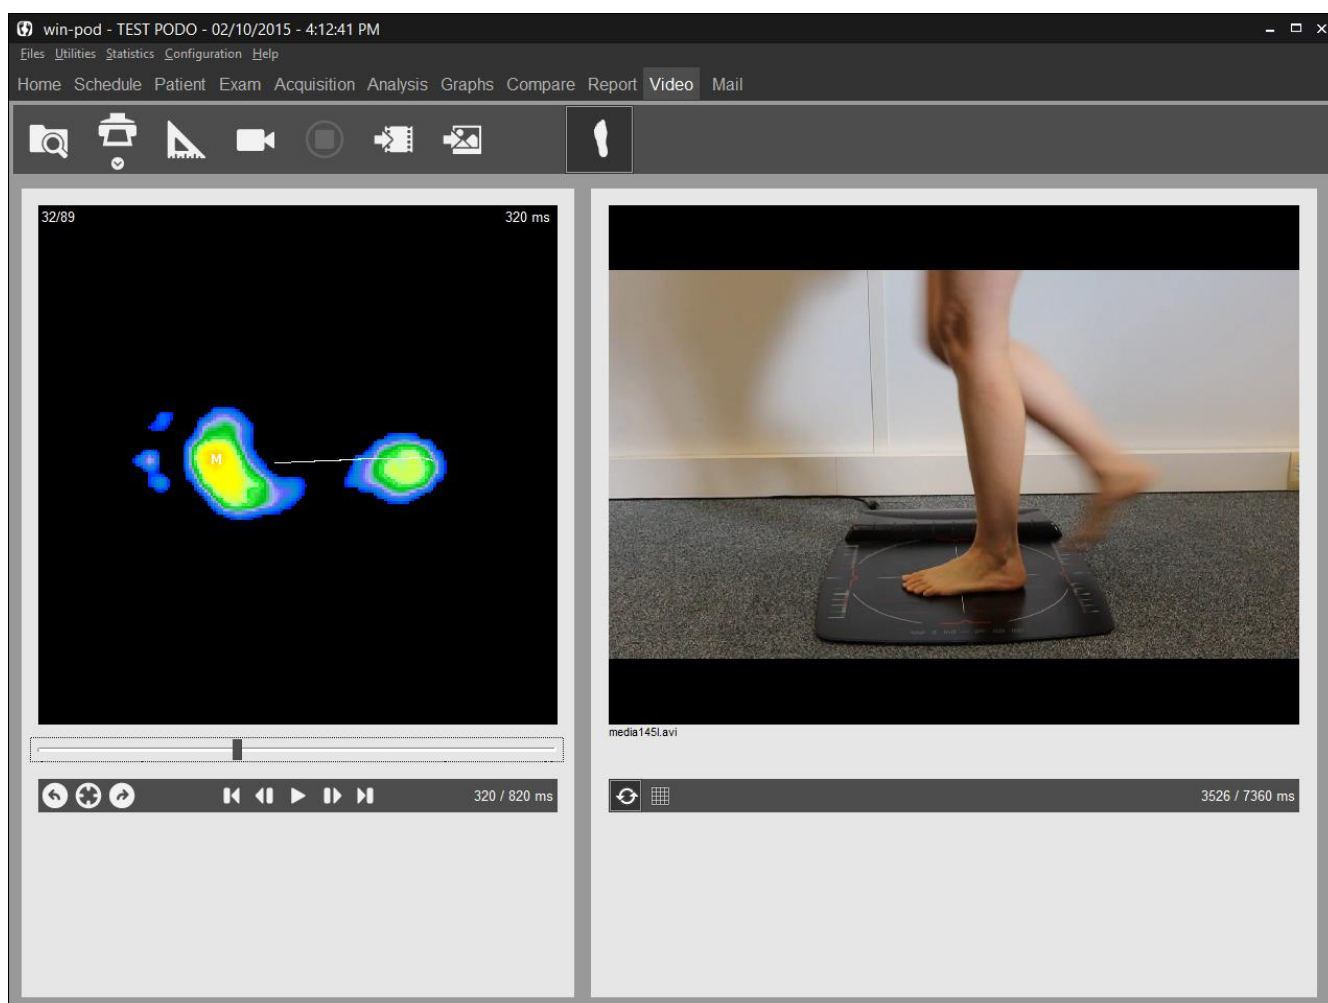 win-pod - TEST PODO - 02/10/2015 - 4:12:41 PM
Files Utilities Statistics Configuration Help
Home Schedule Patient Exam Acquisition Analysis Graphs Compare Report Video Mail
32/89 320 ms
M
media145l.avi
320 / 820 ms
3526 / 7360 ms